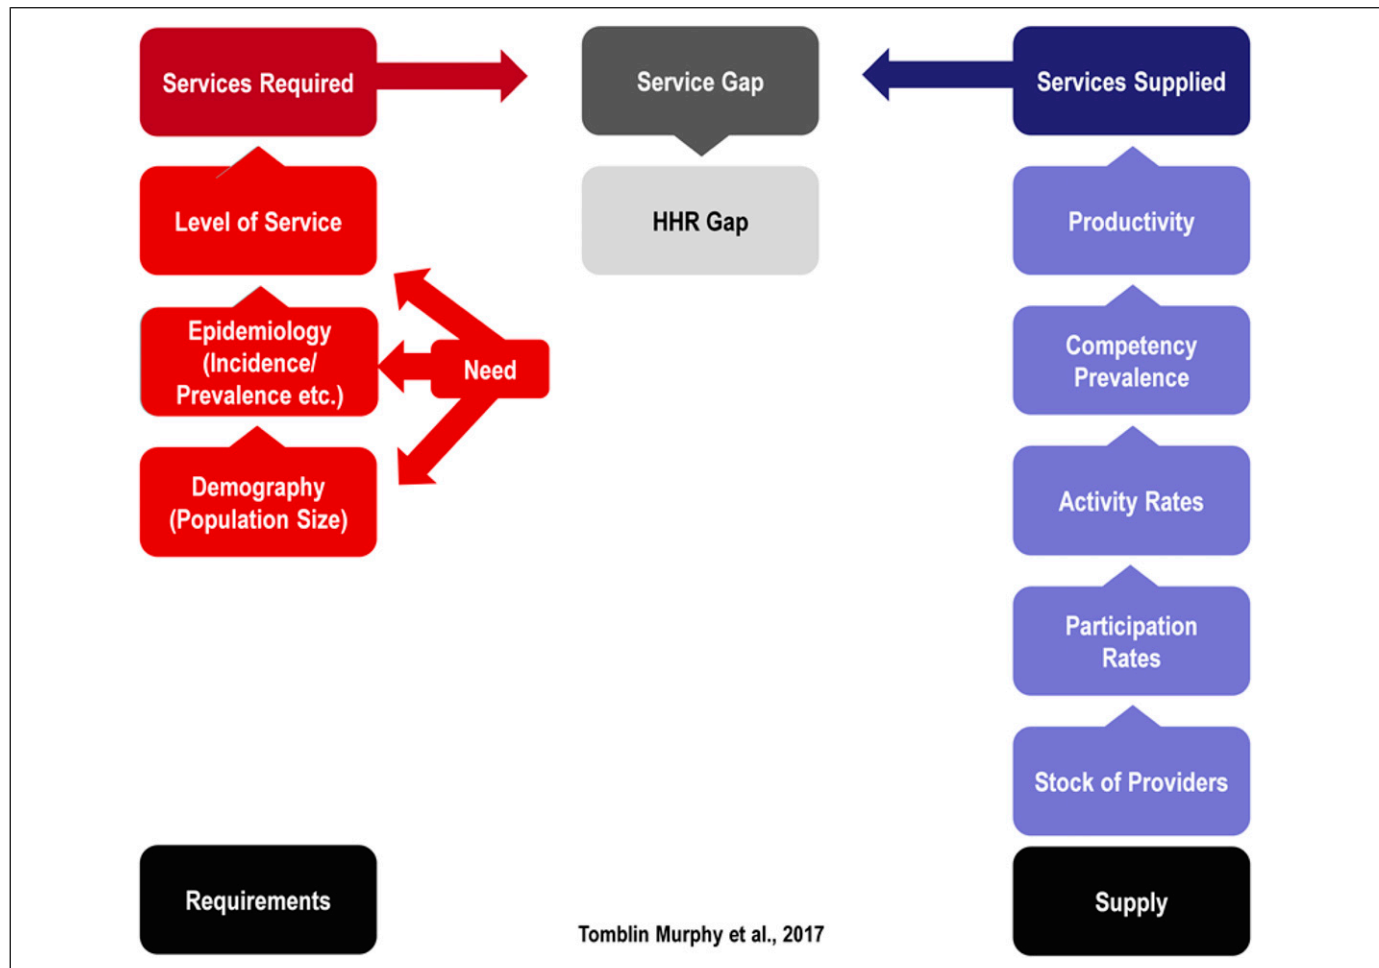 Services Required
Service Gap
Services Supplied
Level of Service
HHR Gap
Productivity
Epidemiology
(Incidence/
Prevalence etc.)
Need
Competency
Prevalence
Demography
(Population Size)
Activity Rates
Participation
Rates
Stock of Providers
Requirements
Supply
Tomblin Murphy et al., 2017